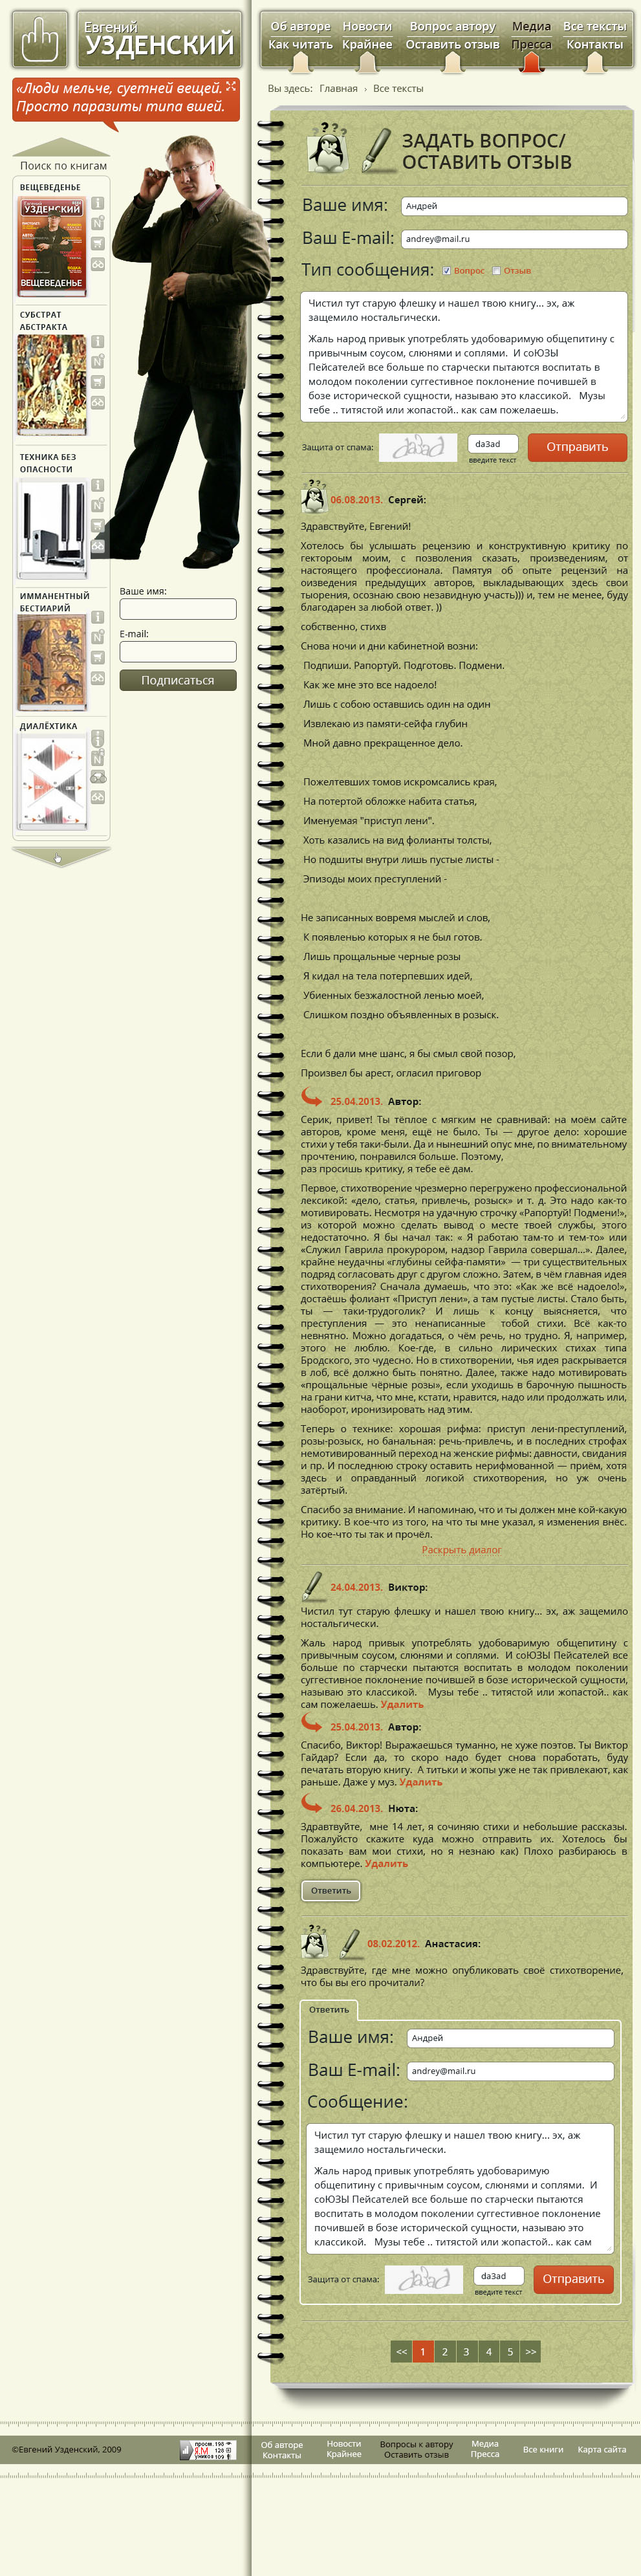 Евгений
УЗДЕНСКИЙ
Об авторе Новости Вопрос автору Медиа Все тексты
Как читать Крайнее Оставить отзыв Пресса Контакты
«Люди мельче, суетней вещей.
Просто паразиты типа вшей.
Вы здесь: Главная › Все тексты
Поиск по книгам
ВЕЩЕВЕДЕНЬЕ
Евгений
УЗДЕНСКИЙ
ВЕЩЕВЕДЕНЬЕ
СУБСТРАТ
АБСТРАКТА
ТЕХНИКА БЕЗ
ОПАСНОСТИ
ИММАНЕНТНЫЙ
БЕСТИАРИЙ
ДИАЛЁХТИКА
Ваше имя:
E-mail:
Подписаться
ЗАДАТЬ ВОПРОС/
ОСТАВИТЬ ОТЗЫВ
Ваше имя: Андрей
Ваш E-mail: andrey@mail.ru
Тип сообщения: Вопрос Отзыв
Чистил тут старую флешку и нашел твою книгу... эх, аж
защемило ностальгически.
Жаль народ привык употреблять удобоваримую общепитину с
привычным соусом, слюнями и соплями. И соЮЗЫ
Пейсателей все больше по старчески пытаются воспитать в
молодом поколении суггестивное поклонение почившей в
бозе исторической сущности, называю это классикой. Музы
тебе .. титястой или жопастой.. как сам пожелаешь.
Защита от спама: da3ad da3ad Отправить
введите текст
06.08.2013. Сергей:
Здравствуйте, Евгений!
Хотелось бы услышать рецензию и конструктивную критику по
гектороым моим, с позволения сказать, произведениям, от
настоящего профессионала. Памятуя об опыте рецензий на
оизведения предыдущих авторов, выкладывающих здесь свои
тыорения, осознаю свою незавидную участь))) и, тем не менее, буду
благодарен за любой ответ. ))
собственно, стихв
Снова ночи и дни кабинетной возни:
Подпиши. Рапортуй. Подготовь. Подмени.
Как же мне это все надоело!
Лишь с собою оставшись один на один
Извлекаю из памяти-сейфа глубин
Мной давно прекращенное дело.
Пожелтевших томов искромсались края,
На потертой обложке набита статья,
Именуемая "приступ лени".
Хоть казались на вид фолианты толсты,
Но подшиты внутри лишь пустые листы -
Эпизоды моих преступлений -
Не записанных вовремя мыслей и слов,
К появленью которых я не был готов.
Лишь прощальные черные розы
Я кидал на тела потерпевших идей,
Убиенных безжалостной ленью моей,
Слишком поздно объявленных в розыск.
Если б дали мне шанс, я бы смыл свой позор,
Произвел бы арест, огласил приговор
25.04.2013. Автор:
Серик, привет! Ты тёплое с мягким не сравнивай: на моём сайте
авторов, кроме меня, ещё не было. Ты — другое дело: хорошие
стихи у тебя таки-были. Да и нынешний опус мне, по внимательному
прочтению, понравился больше. Поэтому,
раз просишь критику, я тебе её дам.
Первое, стихотворение чрезмерно перегружено профессиональной
лексикой: «дело, статья, привлечь, розыск» и т. д. Это надо как-то
мотивировать. Несмотря на удачную строчку «Рапортуй! Подмени!»,
из которой можно сделать вывод о месте твоей службы, этого
недостаточно. Я бы начал так: « Я работаю там-то и тем-то» или
«Служил Гаврила прокурором, надзор Гаврила совершал...». Далее,
крайне неудачны «глубины сейфа-памяти» — три существительных
подряд согласовать друг с другом сложно. Затем, в чём главная идея
стихотворения? Сначала думаешь, что это: «Как же всё надоело!»,
достаёшь фолиант «Приступ лени», а там пустые листы. Стало быть,
ты — таки-трудоголик? И лишь к концу выясняется, что
преступления — это ненаписанные тобой стихи. Всё как-то
невнятно. Можно догадаться, о чём речь, но трудно. Я, например,
этого не люблю. Кое-где, в сильно лирических стихах типа
Бродского, это чудесно. Но в стихотворении, чья идея раскрывается
в лоб, всё должно быть понятно. Далее, также надо мотивировать
«прощальные чёрные розы», если уходишь в барочную пышность
на грани китча, что мне, кстати, нравится, надо или продолжать или,
наоборот, иронизировать над этим.
Теперь о технике: хорошая рифма: приступ лени-преступлений,
розы-розыск, но банальная: речь-привлечь, и в последних строфах
немотивированный переход на женские рифмы: давности, свидания
и пр. И последнюю строку оставить нерифмованной — приём, хотя
здесь и оправданный логикой стихотворения, но уж очень
затёртый.
Спасибо за внимание. И напоминаю, что и ты должен мне кой-какую
критику. В кое-что из того, на что ты мне указал, я изменения внёс.
Но кое-что ты так и прочёл.
Раскрыть диалог
24.04.2013. Виктор:
Чистил тут старую флешку и нашел твою книгу... эх, аж защемило
ностальгически.
Жаль народ привык употреблять удобоваримую общепитину с
привычным соусом, слюнями и соплями. И соЮЗЫ Пейсателей все
больше по старчески пытаются воспитать в молодом поколении
суггестивное поклонение почившей в бозе исторической сущности,
называю это классикой. Музы тебе .. титястой или жопастой.. как
сам пожелаешь. Удалить
25.04.2013. Автор:
Спасибо, Виктор! Выражаешься туманно, не хуже поэтов. Ты Виктор
Гайдар? Если да, то скоро надо будет снова поработать, буду
печатать вторую книгу. А титьки и жопы уже не так привлекают, как
раньше. Даже у муз. Удалить
26.04.2013. Нюта:
Здравтвуйте, мне 14 лет, я сочиняю стихи и небольшие рассказы.
Пожалуйсто скажите куда можно отправить их. Хотелось бы
показать вам мои стихи, но я незнаю как) Плохо разбираюсь в
компьютере. Удалить
Ответить
08.02.2012. Анастасия:
Здравствуйте, где мне можно опубликовать своё стихотворение,
что бы вы его прочитали?
Ответить
Ваше имя: Андрей
Ваш E-mail: andrey@mail.ru
Сообщение:
Чистил тут старую флешку и нашел твою книгу... эх, аж
защемило ностальгически.
Жаль народ привык употреблять удобоваримую
общепитину с привычным соусом, слюнями и соплями. И
соЮЗЫ Пейсателей все больше по старчески пытаются
воспитать в молодом поколении суггестивное поклонение
почившей в бозе исторической сущности, называю это
классикой. Музы тебе .. титястой или жопастой.. как сам
Защита от спама: da3ad da3ad Отправить
введите текст
<< 1 2 3 4 5 >>
©Евгений Узденский, 2009
Об авторе Новости Вопросы к автору Медиа Все книги Карта сайта
Контакты Крайнее Оставить отзыв Пресса